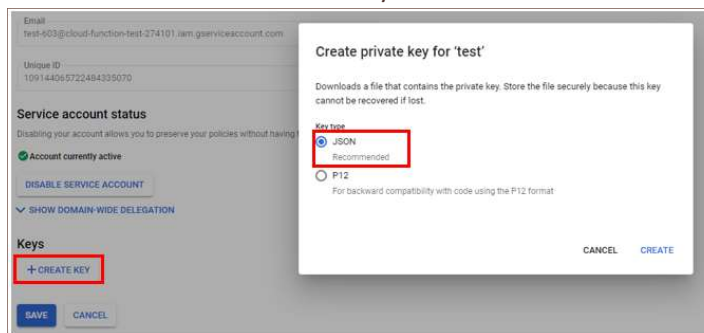 Email
test-603@cloud-function-test-274101.iam.gserviceaccount.com
Unique ID
109144065722484335070
Service account status
Disabling your account allows you to preserve your policies without having
Account currently active
DISABLE SERVICE ACCOUNT
SHOW DOMAIN-WIDE DELEGATION
Keys
+ CREATE KEY
SAVE CANCEL
Create private key for 'test'
Downloads a file that contains the private key. Store the file securely because this key
cannot be recovered if lost.
Key type
JSON
Recommended
P12
For backward compatibility with code using the P12 format
CANCEL CREATE